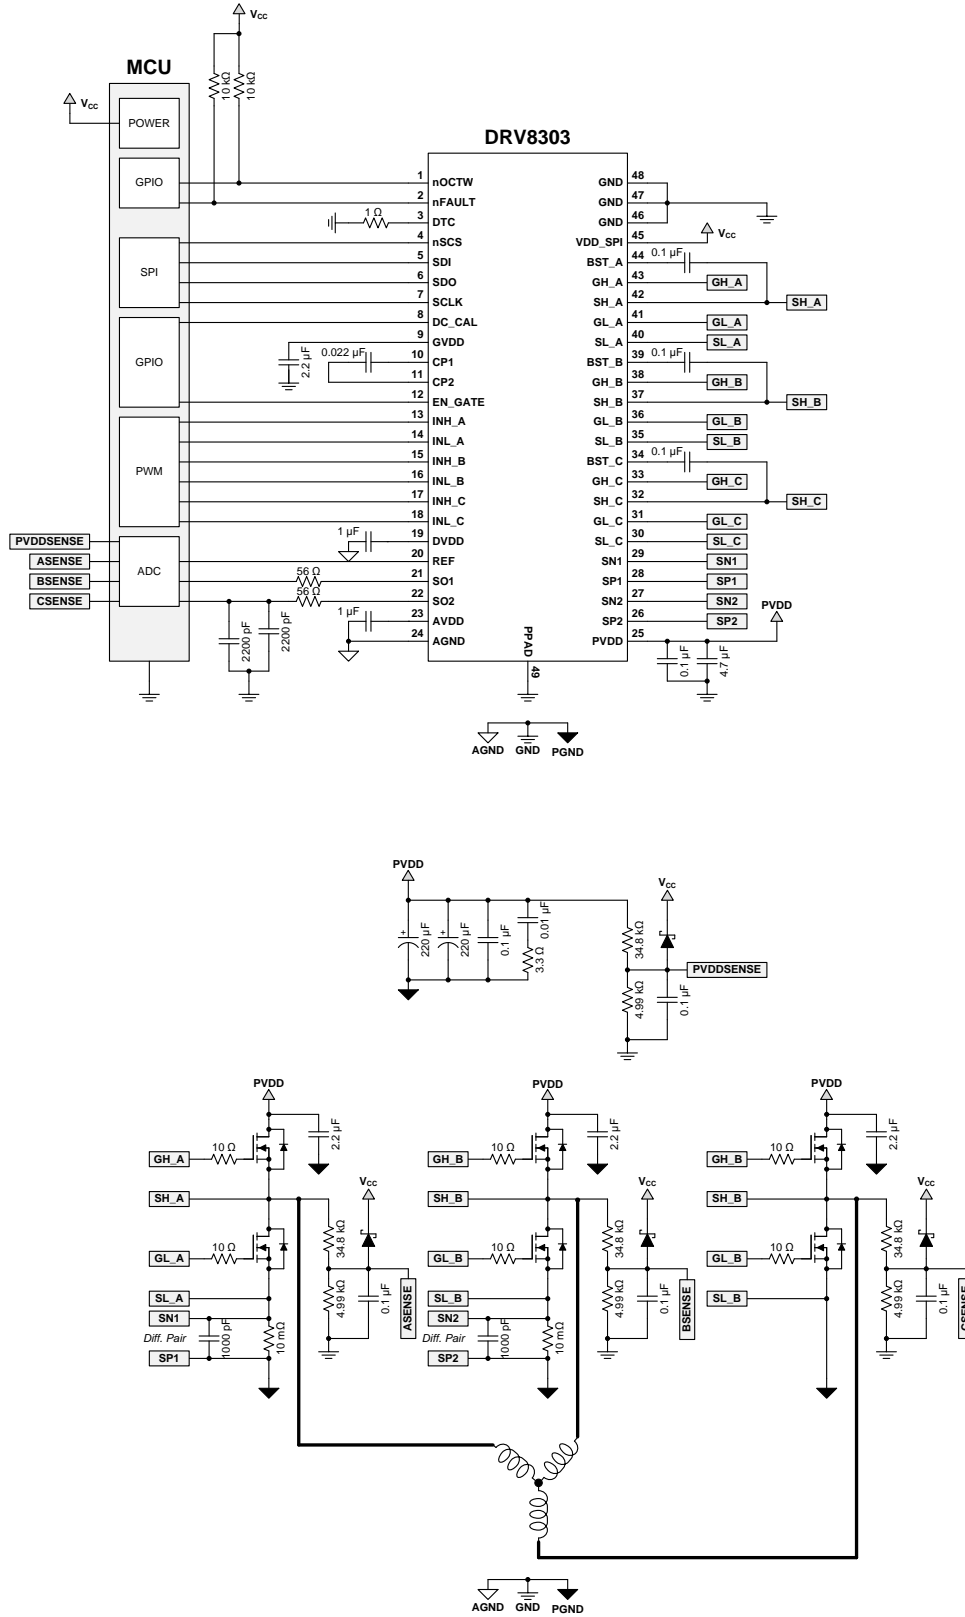 VCC
MCU
10 kΩ
10 kΩ
VCC
POWER
DRV8303
GPIO
1 nOCTW GND 48
2 nFAULT GND 47
1 Ω
3 DTC GND 46
4 nSCS VDD_SPI 45 VCC
SPI
5 SDI BST_A 44 0.1 µF
6 SDO GH_A 43 GH_A
7 SCLK SH_A 42 SH_A
8 DC_CAL GL_A 41 GL_A
9 GVDD SL_A 40 SL_A
GPIO
2.2 µF
0.022 µF 10 CP1 BST_B 39 0.1 µF
11 CP2 GH_B 38 GH_B
12 EN_GATE SH_B 37 SH_B
13 INH_A GL_B 36 GL_B
14 INL_A SL_B 35 SL_B
PWM
15 INH_B BST_C 34 0.1 µF
16 INL_B GH_C 33 GH_C
17 INH_C SH_C 32 SH_C
18 INL_C GL_C 31 GL_C
PVDDSENSE 1 µF 19 DVDD SL_C 30 SL_C
ASENSE 20 REF SN1 29 SN1
ADC
BSENSE 56 Ω 21 SO1 SP1 28 SP1
CSENSE 56 Ω 22 SO2 SN2 27 SN2
1 µF 23 AVDD SP2 26 SP2
PVDD
24 AGND PVDD 25
2200 pF
2200 pF
PPAD
49
0.1 µF
4.7 µF
AGND GND PGND
PVDD
VCC
220 µF
220 µF
0.1 µF
0.01 µF
3.3 Ω
34.8 kΩ
PVDDSENSE
4.99 kΩ
0.1 µF
PVDD PVDD PVDD
2.2 µF 2.2 µF 2.2 µF
GH_A 10 Ω GH_B 10 Ω GH_B 10 Ω
SH_A VCC SH_B VCC SH_B VCC
34.8 kΩ 34.8 kΩ 34.8 kΩ
GL_A 10 Ω GL_B 10 Ω GL_B 10 Ω
4.99 kΩ 0.1 µF ASENSE 4.99 kΩ 0.1 µF BSENSE 4.99 kΩ 0.1 µF CSENSE
SL_A SL_B SL_B
SN1 SN2
Diff. Pair 1000 pF 10 mΩ Diff. Pair 1000 pF 10 mΩ
SP1 SP2
AGND GND PGND